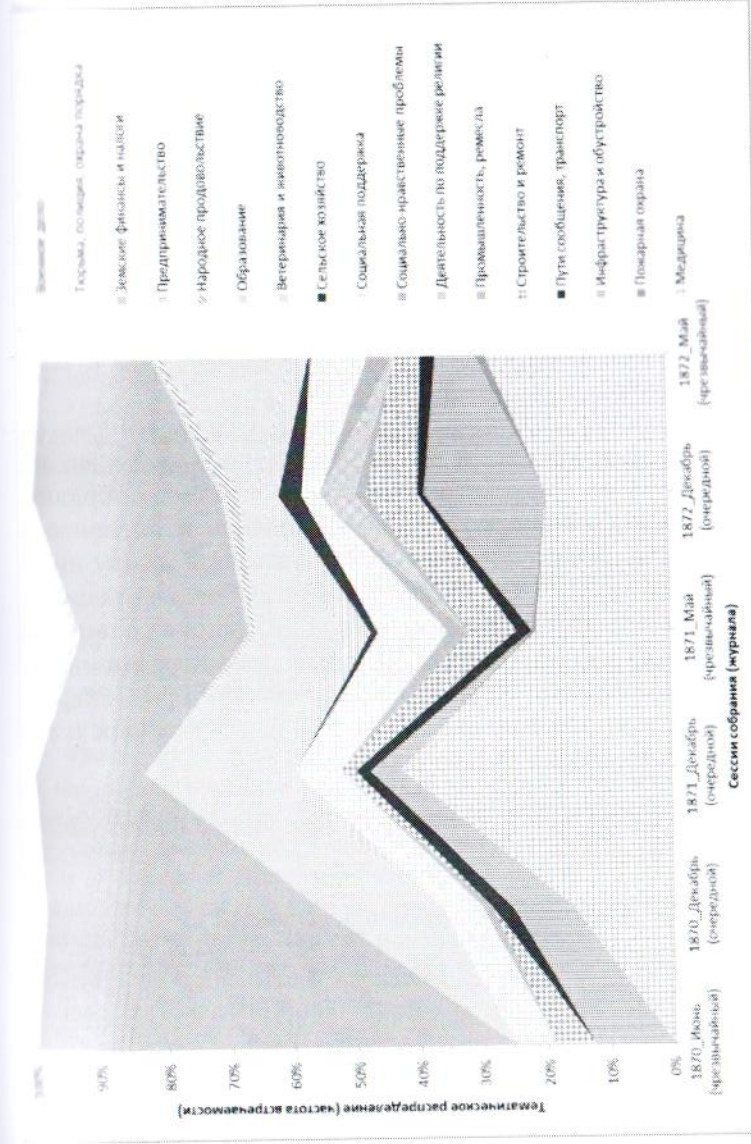 Тюрьма, полиция, охрана порядка
Земские финансы и налоги
Предпринимательство
Народное продовольствие
Образование
Ветеринария и животноводство
Сельское хозяйство
Социальная поддержка
Социально-нравственные проблемы
Деятельность по поддержке религии
Промышленность, ремесла
Строительство и ремонт
Пути сообщения, транспорт
Инфраструктура и обустройство
Пожарная охрана
Медицина
Тематическое распределение (частота встречаемости)
100%
90%
80%
70%
60%
50%
40%
30%
20%
10%
0%
1870_Июнь
(чрезвычайный)
1870_Декабрь
(очередной)
1871_Декабрь
(очередной)
1871_Май
(чрезвычайный)
1872_Декабрь
(очередной)
1872_Май
(чрезвычайный)
Сессии собрания (журнала)